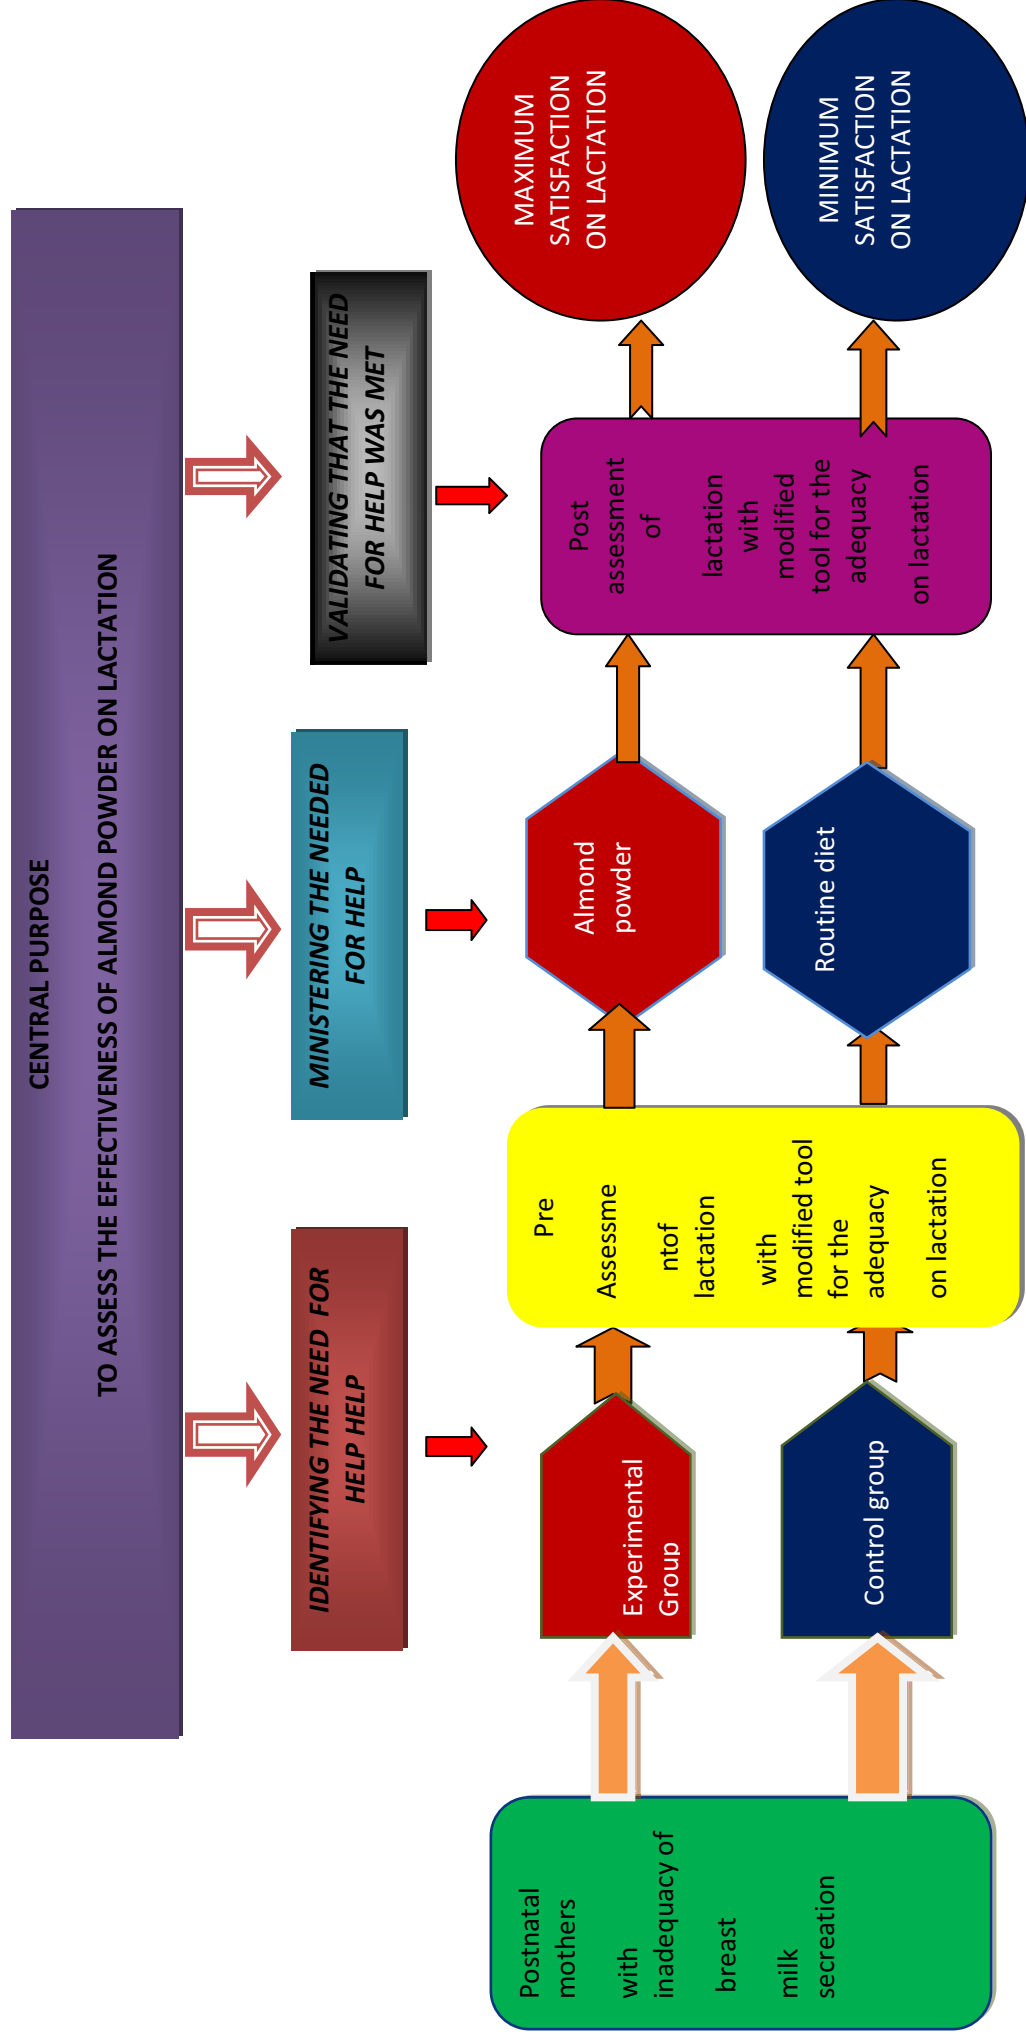 CENTRAL PURPOSE
TO ASSESS THE EFFECTIVENESS OF ALMOND POWDER ON LACTATION
IDENTIFYING THE NEED FOR
HELP HELP
MINISTERING THE NEEDED
FOR HELP
VALIDATING THAT THE NEED
FOR HELP WAS MET
Postnatal
mothers
with
inadequacy of
breast
milk
secreation
Experimental
Group
Control group
Pre
Assessme
ntof
lactation
with
modified tool
for the
adequacy
on lactation
Almond
powder
Routine diet
Post
assessment
of
lactation
with
modified
tool for the
adequacy
on lactation
MAXIMUM
SATISFACTION
ON LACTATION
MINIMUM
SATISFACTION
ON LACTATION